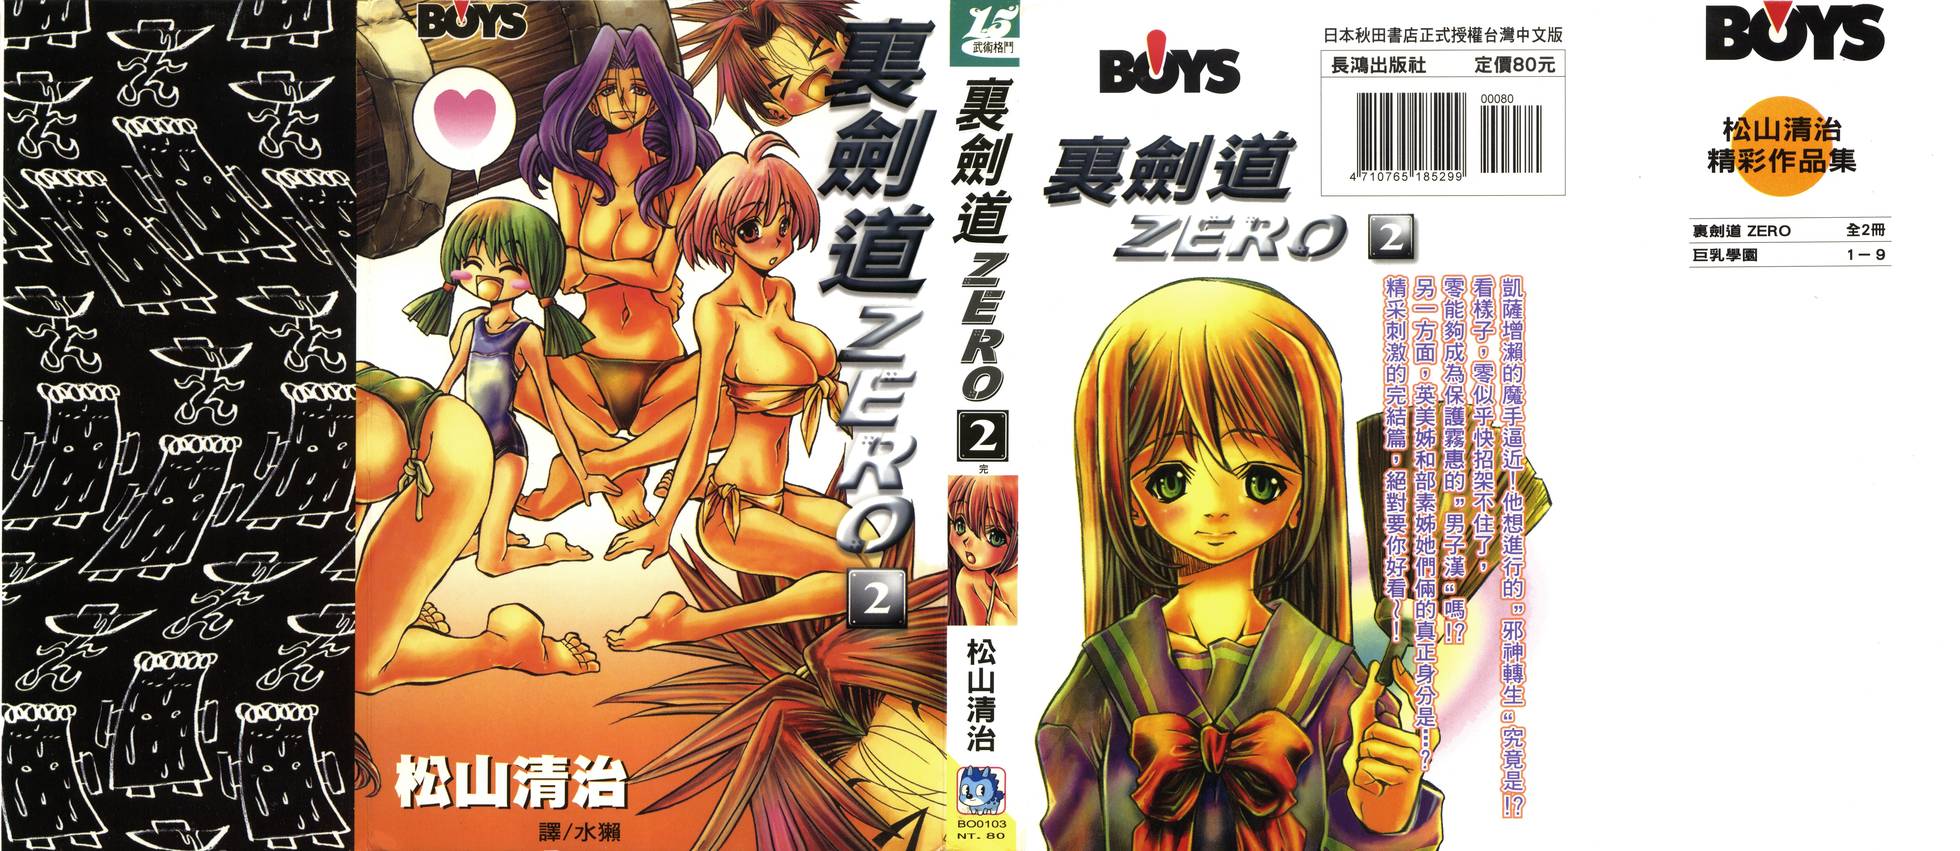 BOYS
裏劍道
ZERO
2
松山清治
譯/水獺
15
武術格鬥
裏劍道 ZERO
2
完
松山清治
BO0103
NT. 80
BOYS
裏劍道
ZERO 2
日本秋田書店正式授權台灣中文版
長鴻出版社 定價80元
00080
4 710765 185299
凱薩增瀨的魔手逼近！他想進行的”邪神轉生“究竟是!?
看樣子，零似乎快招架不住了，
零能夠成為保護霧惠的”男子漢“嗎!?
另一方面，英美姊和部素姊她們倆的真正身分是……?
精采刺激的完結篇，絕對要你好看～!
BOYS
松山清治
精彩作品集
裏劍道 ZERO 全2冊
巨乳學園 1－9